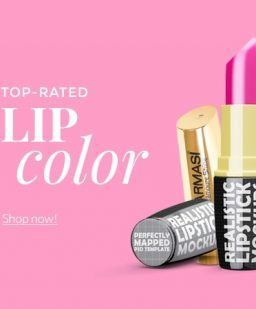 TOP-RATED
LIP
color
Shop now!
FARMASI
REALISTIC
LIPSTICK
MOCKUP
PERFECTLY
MAPPED
PSD TEMPLATE
REALISTIC
LIPSTICK